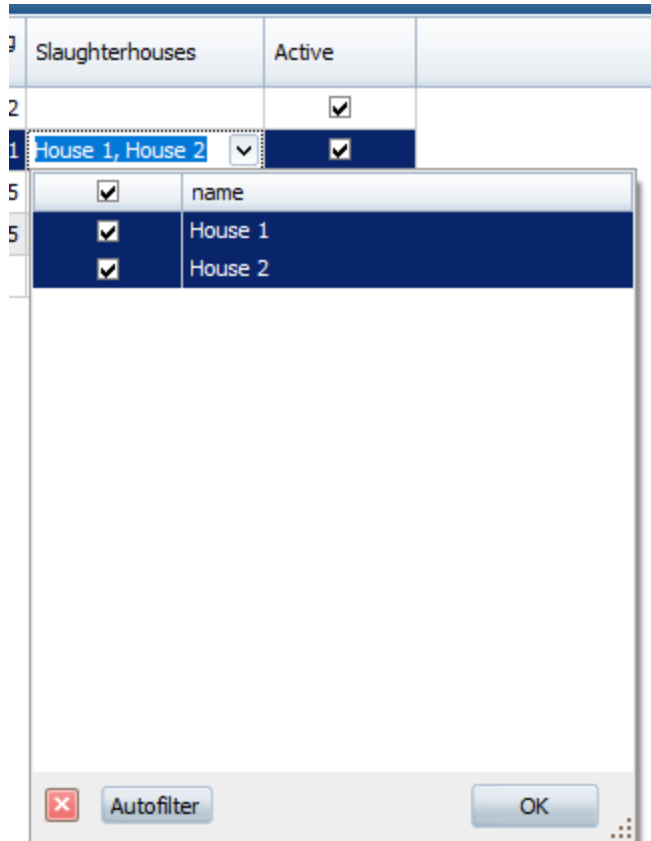 g Slaughterhouses Active
2
1 House 1, House 2
5 name
5 House 1
House 2
Autofilter OK